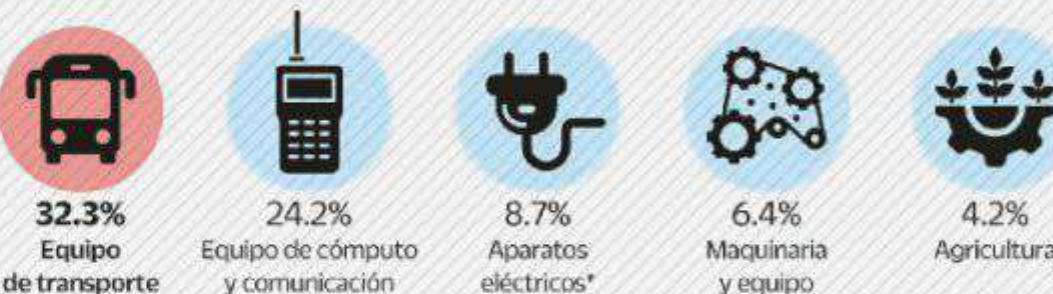 32.3%
Equipo
de transporte
24.2%
Equipo de cómputo
y comunicación
8.7%
Aparatos
eléctricos*
6.4%
Maquinaria
y equipo
4.2%
Agricultura